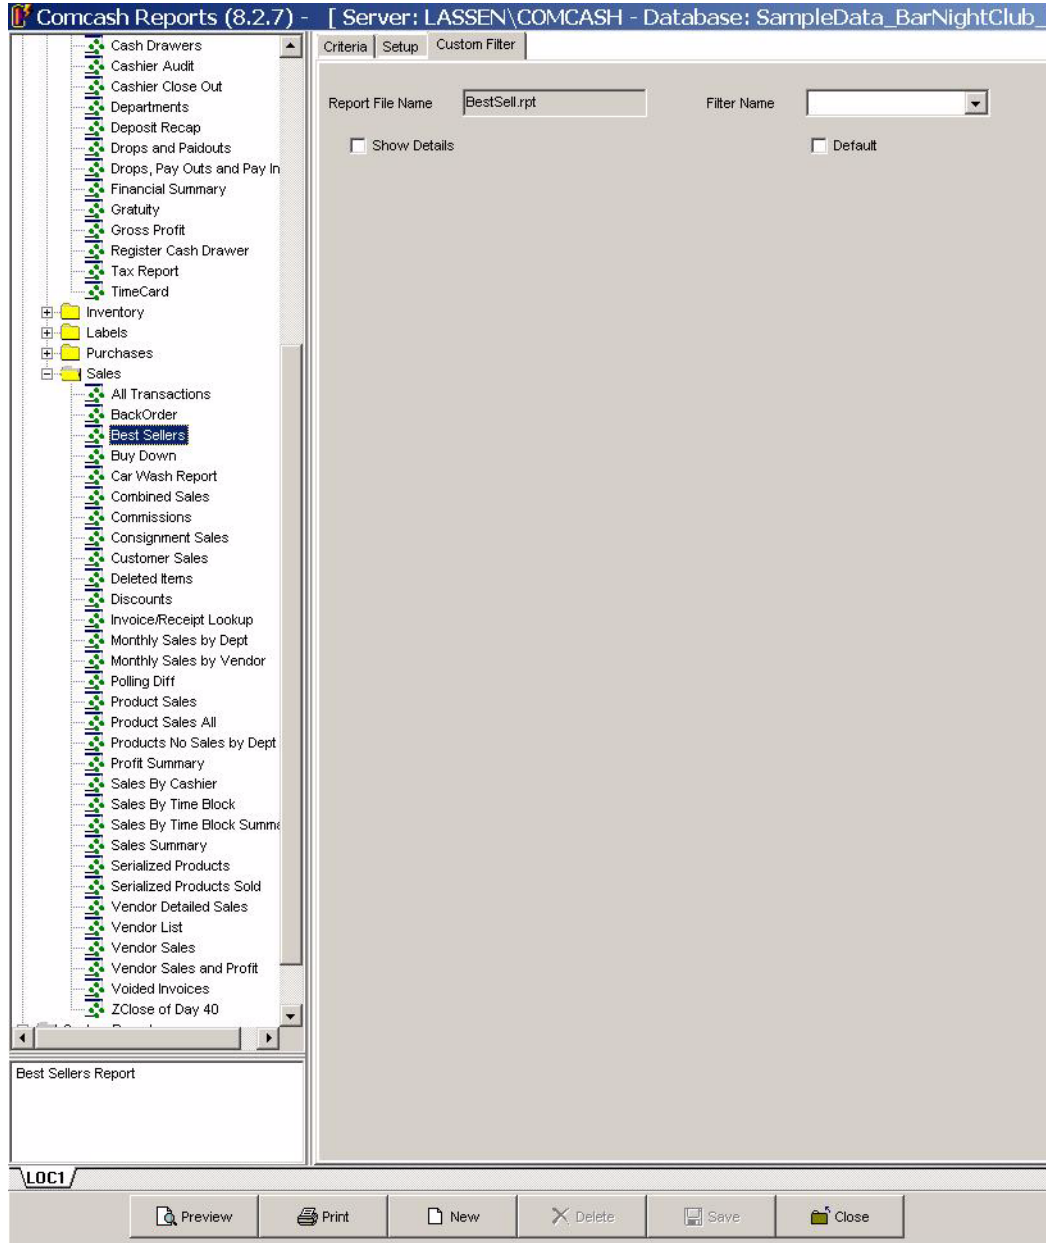 Comcash Reports (8.2.7) - [ Server: LASSEN\COMCASH - Database: SampleData_BarNightClub_
Cash Drawers
Cashier Audit
Cashier Close Out
Departments
Deposit Recap
Drops and Paidouts
Drops, Pay Outs and Pay In
Financial Summary
Gratuity
Gross Profit
Register Cash Drawer
Tax Report
TimeCard
Inventory
Labels
Purchases
Sales
All Transactions
BackOrder
Best Sellers
Buy Down
Car Wash Report
Combined Sales
Commissions
Consignment Sales
Customer Sales
Deleted Items
Discounts
Invoice/Receipt Lookup
Monthly Sales by Dept
Monthly Sales by Vendor
Polling Diff
Product Sales
Product Sales All
Products No Sales by Dept
Profit Summary
Sales By Cashier
Sales By Time Block
Sales By Time Block Summa
Sales Summary
Serialized Products
Serialized Products Sold
Vendor Detailed Sales
Vendor List
Vendor Sales
Vendor Sales and Profit
Voided Invoices
ZClose of Day 40
Best Sellers Report
Criteria Setup Custom Filter
Report File Name BestSell.rpt Filter Name
Show Details Default
LOC1
Preview Print New Delete Save Close